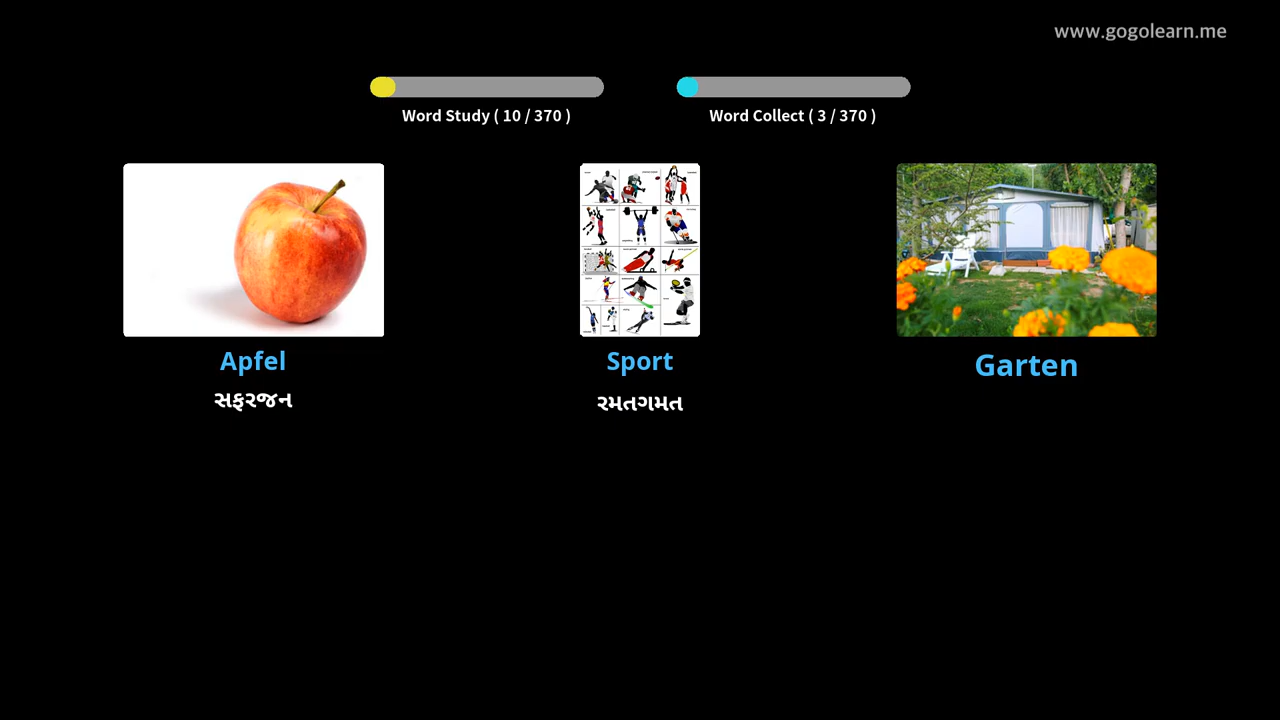 www.gogolearn.me
Word Study ( 10 / 370 )
Word Collect ( 3 / 370 )
Apfel
Sport
Garten
સફરજન
રમતગમત